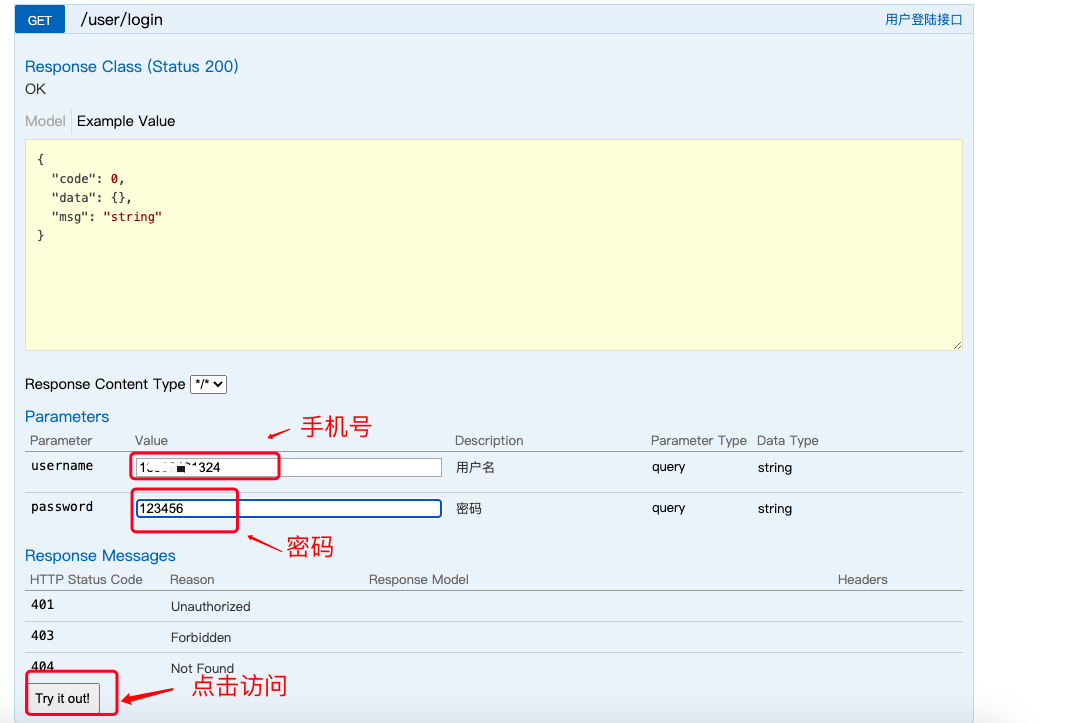 GET /user/login 用户登陆接口
Response Class (Status 200)
OK
Model Example Value
{
"code": 0,
"data": {},
"msg": "string"
}
Response Content Type */*
Parameters
手机号
Parameter Value Description Parameter Type Data Type
username 1324 用户名 query string
password 123456 密码 query string
密码
Response Messages
HTTP Status Code Reason Response Model Headers
401 Unauthorized
403 Forbidden
404 Not Found
点击访问
Try it out!